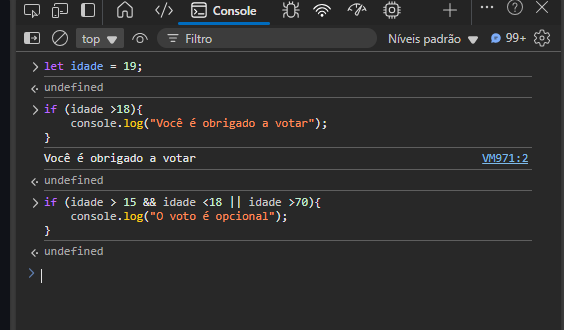 Console
top
Filtro
Níveis padrão
99+
let idade = 19;
undefined
if (idade >18){
console.log("Você é obrigado a votar");
}
Você é obrigado a votar VM971:2
undefined
if (idade > 15 && idade <18 || idade >70){
console.log("O voto é opcional");
}
undefined